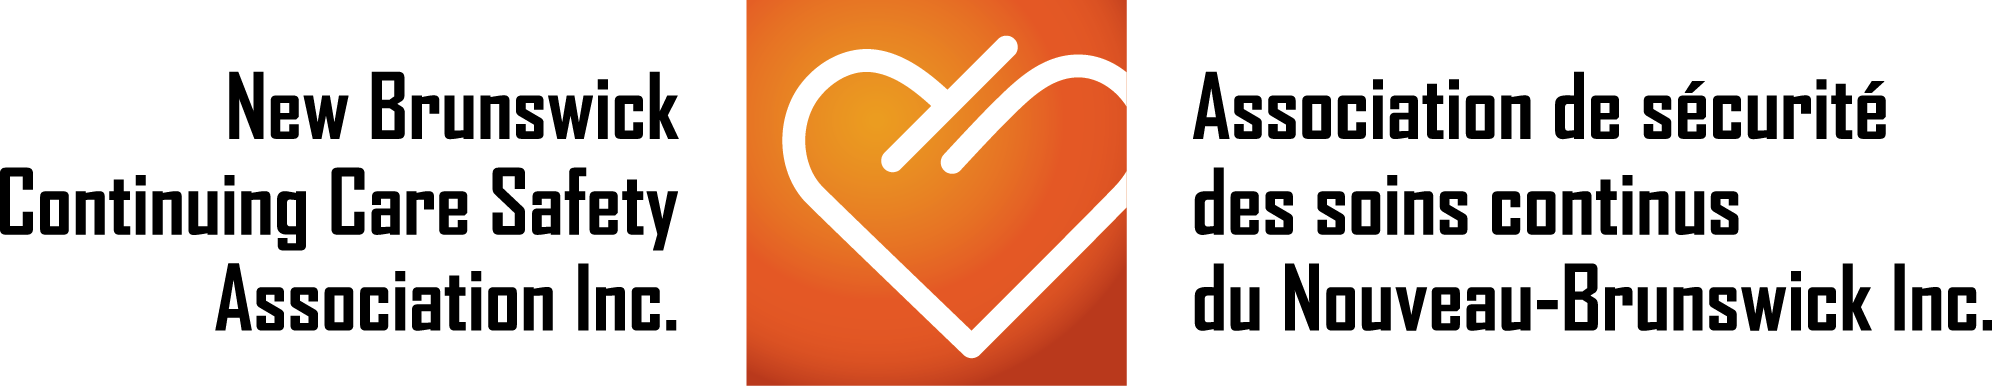 New Brunswick
Continuing Care Safety
Association Inc.
Association de sécurité
des soins continus
du Nouveau-Brunswick Inc.